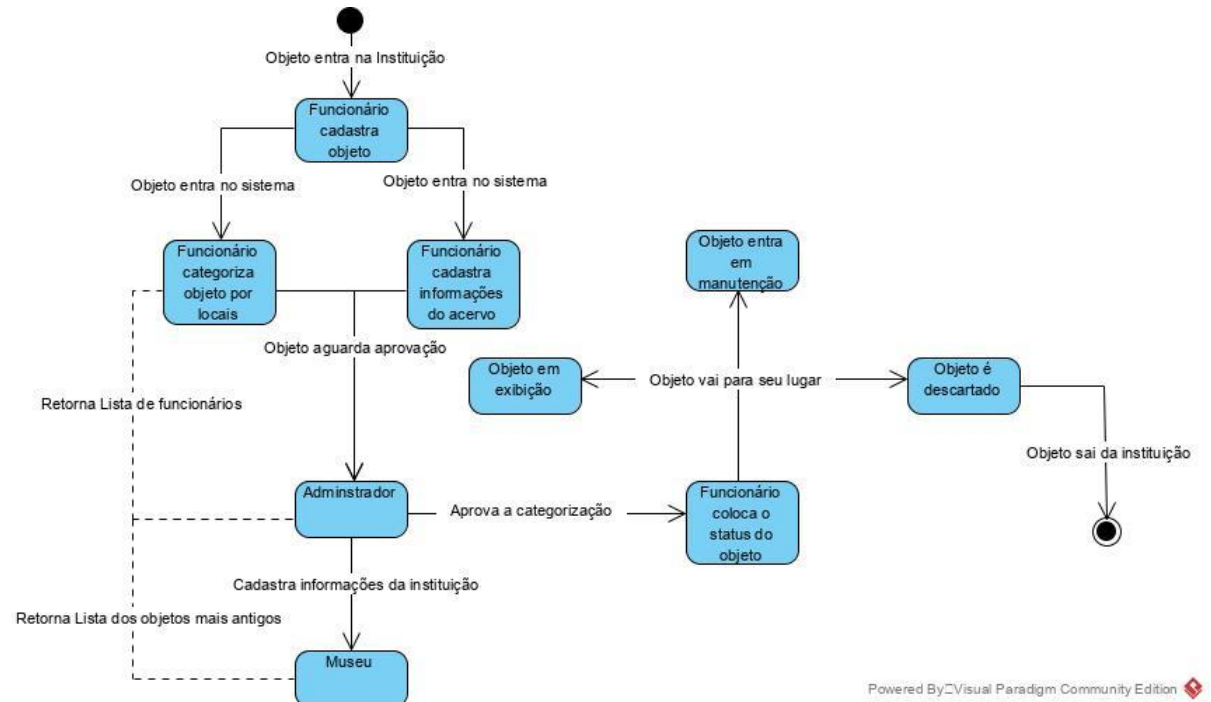 Objeto entra na Instituição
Funcionário
cadastra
objeto
Objeto entra no sistema
Objeto entra no sistema
Funcionário
categoriza
objeto por
locais
Funcionário
cadastra
informações
do acervo
Objeto entra
em
manutenção
Objeto aguarda aprovação
Objeto em
exibição
Objeto vai para seu lugar
Objeto é
descartado
Retorna Lista de funcionários
Objeto sai da instituição
Adminstrador
Aprova a categorização
Funcionário
coloca o
status do
objeto
Cadastra informações da instituição
Retorna Lista dos objetos mais antigos
Museu
Powered By Visual Paradigm Community Edition